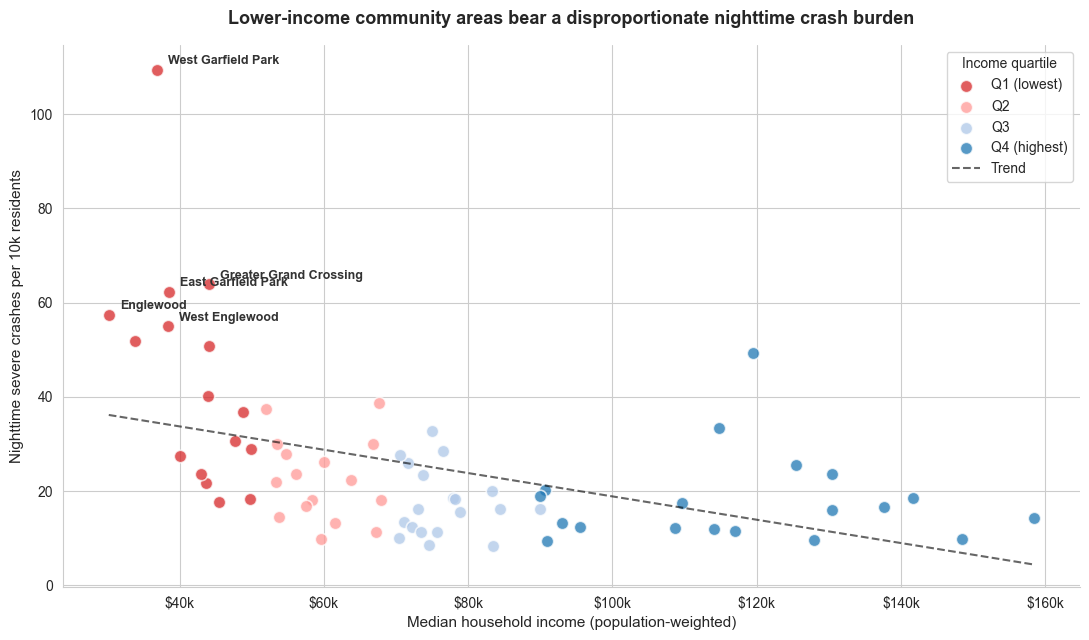 Lower-income community areas bear a disproportionate nighttime crash burden
Nighttime severe crashes per 10k residents
100
80
60
40
20
0
West Garfield Park
Greater Grand Crossing
East Garfield Park
Englewood
West Englewood
Income quartile
Q1 (lowest)
Q2
Q3
Q4 (highest)
Trend
$40k
$60k
$80k
$100k
$120k
$140k
$160k
Median household income (population-weighted)